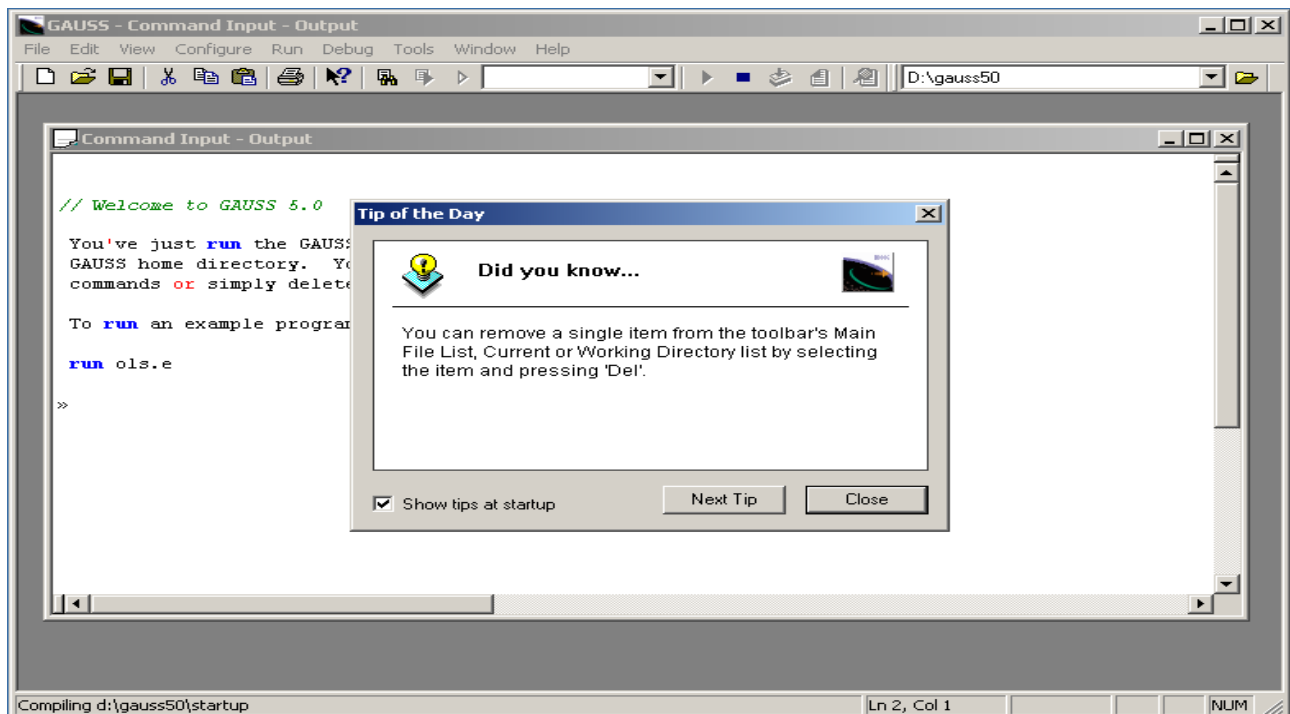 GAUSS - Command Input - Output
File Edit View Configure Run Debug Tools Window Help
D:\gauss50
Command Input - Output
// Welcome to GAUSS 5.0
You've just run the GAUSS
GAUSS home directory. Yo
commands or simply delete
To run an example program
run ols.e
»
Tip of the Day
Did you know...
You can remove a single item from the toolbar's Main
File List, Current or Working Directory list by selecting
the item and pressing 'Del'.
Show tips at startup
Next Tip
Close
Compiling d:\gauss50\startup
Ln 2, Col 1
NUM